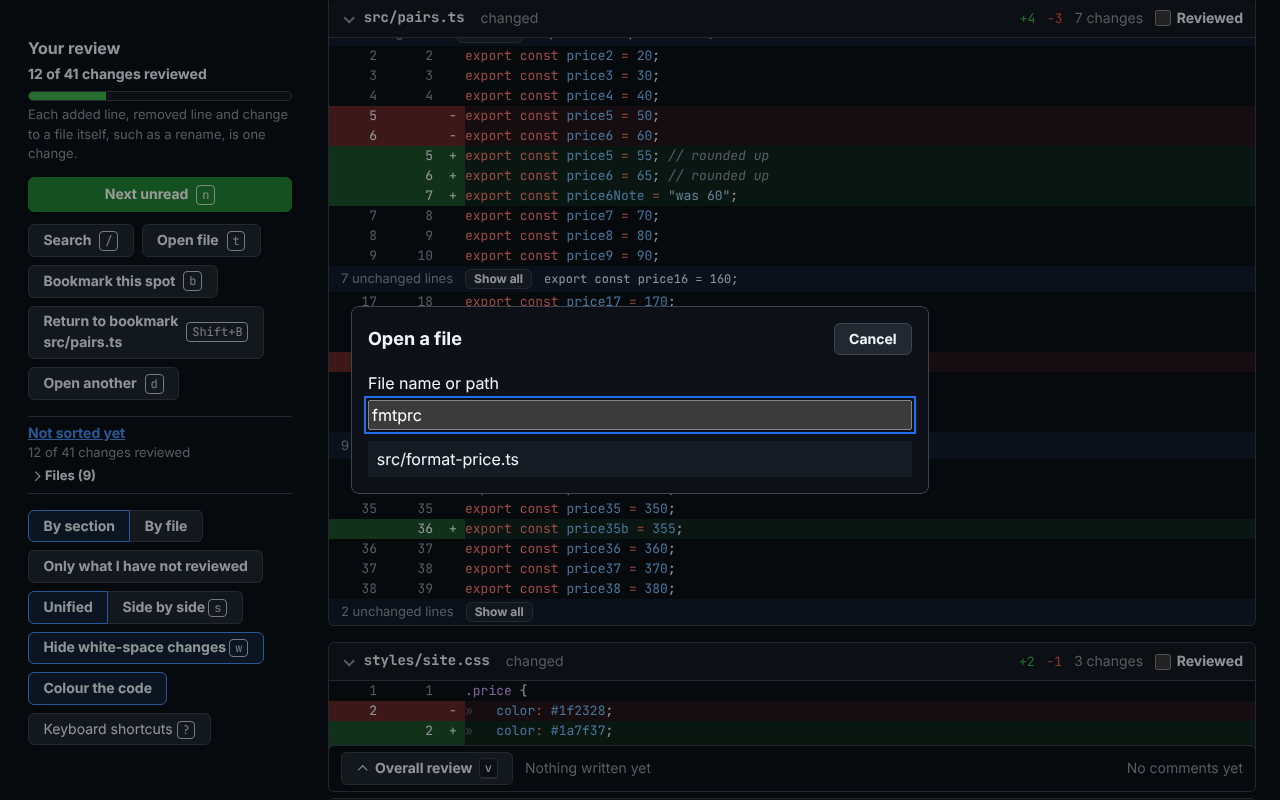 Your review
12 of 41 changes reviewed
Each added line, removed line and change
to a file itself, such as a rename, is one
change.
Next unread n
Search / Open file t
Bookmark this spot b
Return to bookmark
src/pairs.ts Shift+B
Open another d
Not sorted yet
12 of 41 changes reviewed
Files (9)
By section By file
Only what I have not reviewed
Unified Side by side s
Hide white-space changes w
Colour the code
Keyboard shortcuts ?
src/pairs.ts changed +4 -3 7 changes Reviewed
2 2 export const price2 = 20;
3 3 export const price3 = 30;
4 4 export const price4 = 40;
5 - export const price5 = 50;
6 - export const price6 = 60;
5 + export const price5 = 55; // rounded up
6 + export const price6 = 65; // rounded up
7 + export const price6Note = "was 60";
7 8 export const price7 = 70;
8 9 export const price8 = 80;
9 10 export const price9 = 90;
7 unchanged lines Show all export const price16 = 160;
17 18 export const price17 = 170;
Open a file
Cancel
File name or path
fmtprc
src/format-price.ts
9
35 35 export const price35 = 350;
36 + export const price35b = 355;
36 37 export const price36 = 360;
37 38 export const price37 = 370;
38 39 export const price38 = 380;
2 unchanged lines Show all
styles/site.css changed +2 -1 3 changes Reviewed
1 1 .price {
2 - » color: #1f2328;
2 + » color: #1a7f37;
Overall review v Nothing written yet No comments yet